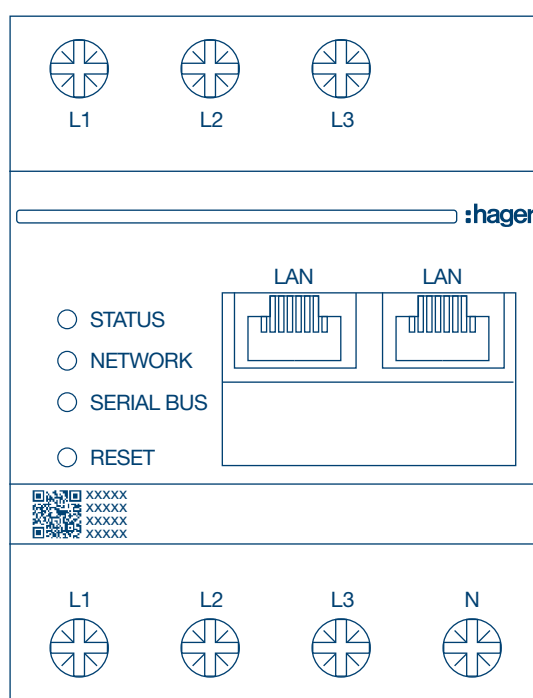 L1 L2 L3
:hager
LAN LAN
STATUS
NETWORK
SERIAL BUS
RESET
XXXXX
XXXXX
XXXXX
XXXXX
L1 L2 L3 N